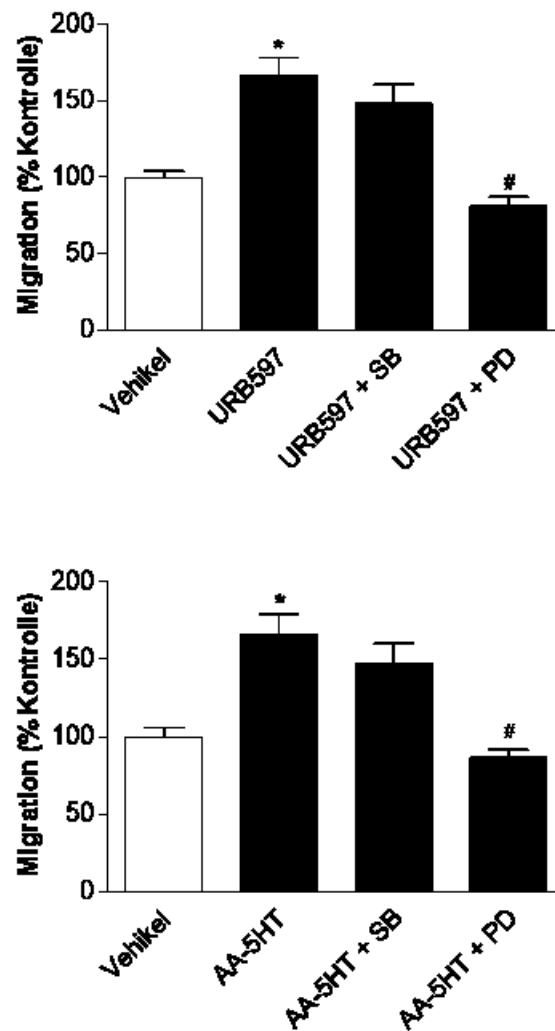 Migration (% Kontrolle)
200
150
100
50
0
*
#
Vehikel
URB597
URB597 + SB
URB597 + PD
Migration (% Kontrolle)
200
150
100
50
0
*
#
Vehikel
AA-5HT
AA-5HT + SB
AA-5HT + PD